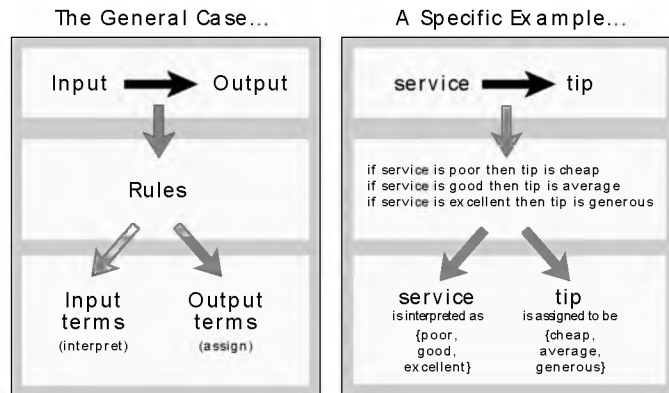 The General Case...
Input Output
Rules
Input terms
(interpret)
Output terms
(assign)
A Specific Example...
service tip
if service is poor then tip is cheap
if service is good then tip is average
if service is excellent then tip is generous
service
is interpreted as
{poor,
good,
excellent}
tip
is assigned to be
{cheap,
average,
generous}